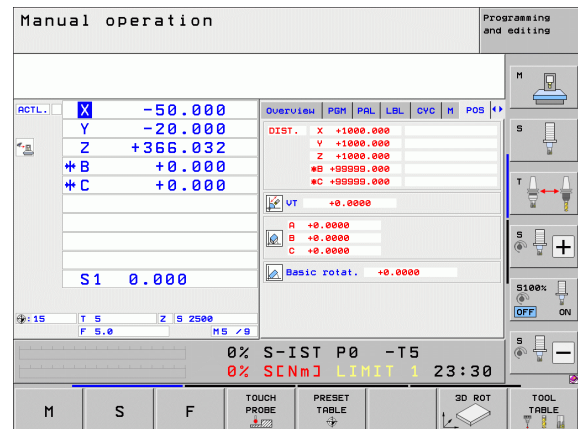 Manual operation
Programming and editing
ACTL.
X -50.000
Y -20.000
Z +366.032
B +0.000
C +0.000
S1 0.000
:15 T 5 Z S 2500
F 5.0 M5 /9
Overview PGM PAL LBL CYC M POS
DIST. X +1000.000
Y +1000.000
Z +1000.000
*B +99999.000
*C +99999.000
VT +0.0000
A +0.0000
B +0.0000
C +0.0000
Basic rotat. +0.0000
0% S-IST P0 -T5
0% S[Nm] LIMIT 1 23:30
M
S
T
S
+
S100%
OFF ON
S
-
M
S
F
TOUCH PROBE
PRESET TABLE
3D ROT
TOOL TABLE